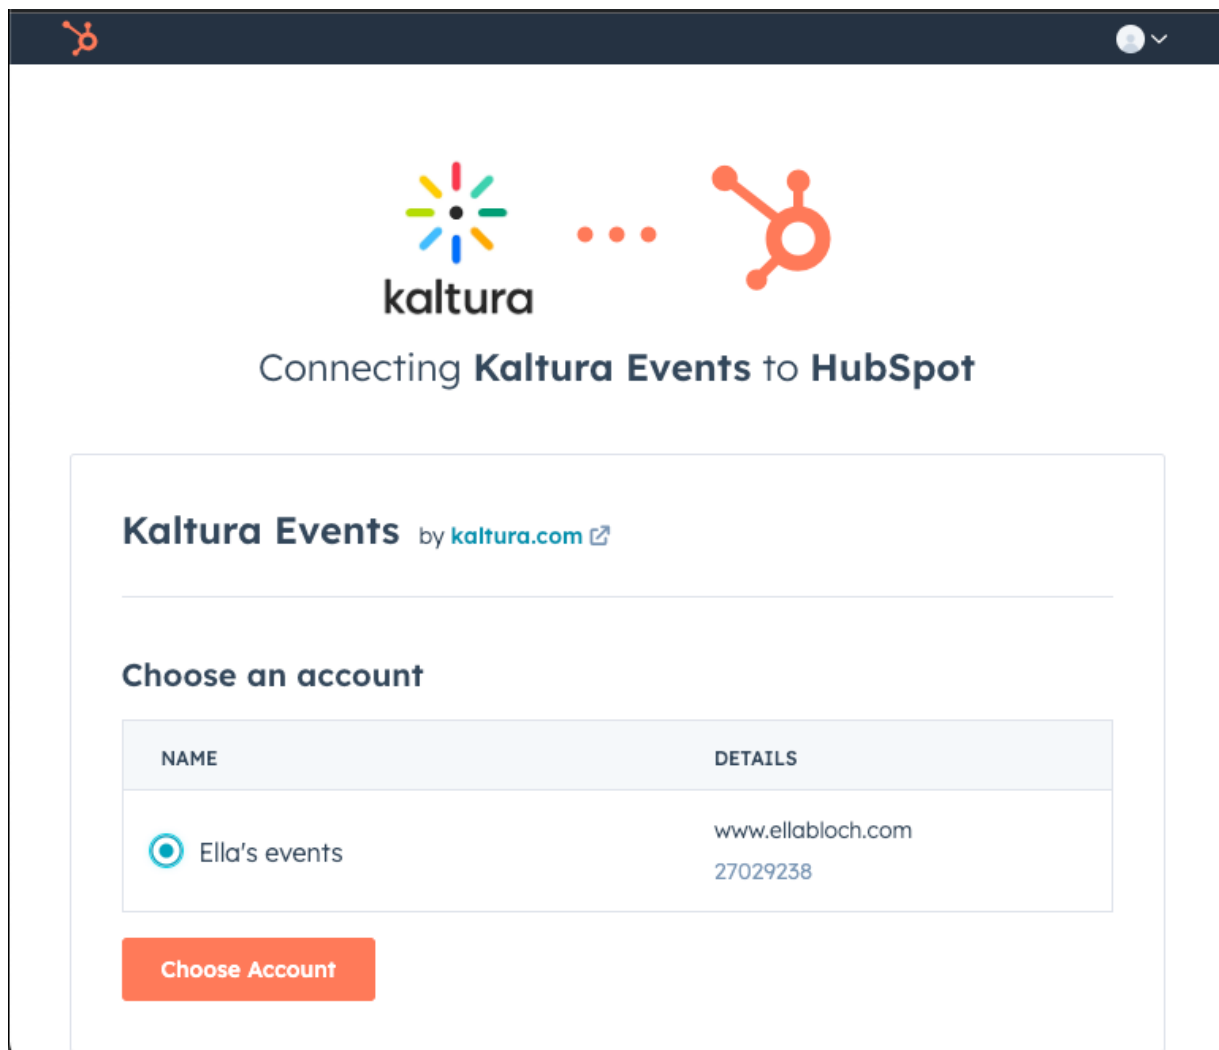 kaltura
Connecting Kaltura Events to HubSpot
Kaltura Events by kaltura.com
Choose an account
NAME DETAILS
Ella's events
www.ellabloch.com
27029238
Choose Account